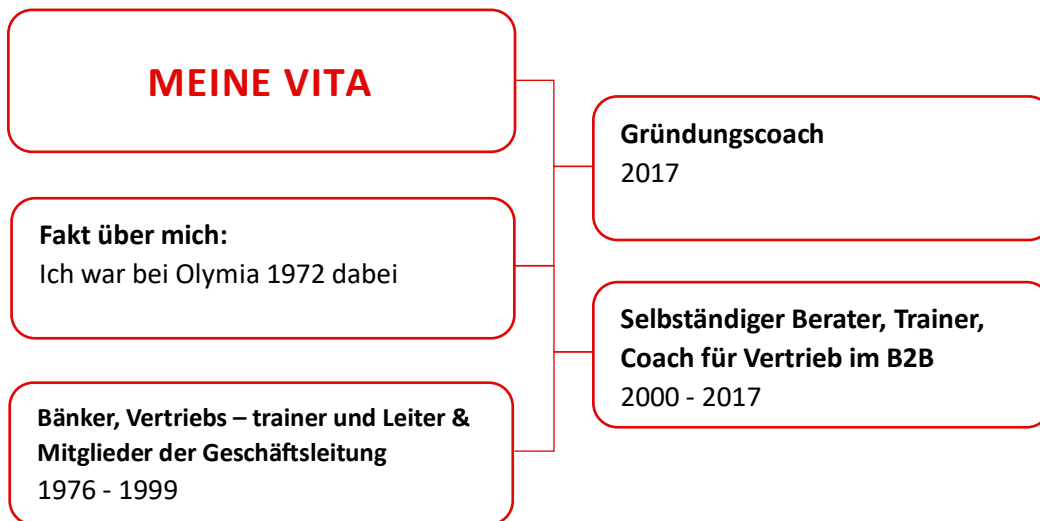 MEINE VITA
Gründungscoach
2017
Fakt über mich:
Ich war bei Olymia 1972 dabei
Selbständiger Berater, Trainer,
Coach für Vertrieb im B2B
2000 - 2017
Bänker, Vertriebs – trainer und Leiter &
Mitglieder der Geschäftsleitung
1976 - 1999